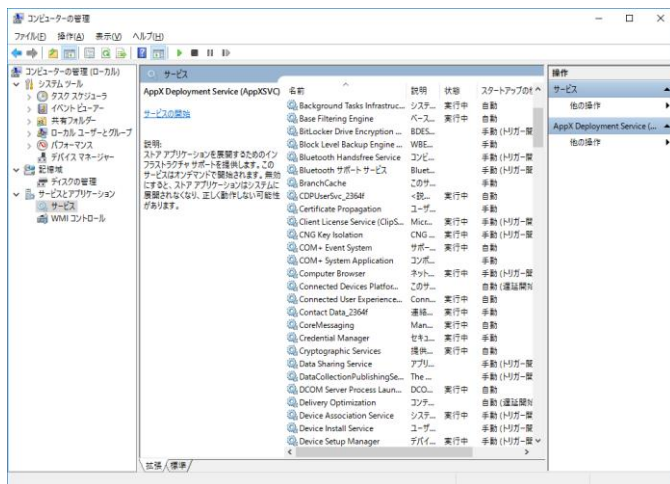 コンピューターの管理
ファイル(F) 操作(A) 表示(V) ヘルプ(H)
コンピューターの管理 (ローカル)
システム ツール
タスク スケジューラ
イベント ビューアー
共有フォルダー
ローカル ユーザーとグループ
パフォーマンス
デバイス マネージャー
記憶域
ディスクの管理
サービスとアプリケーション
サービス
WMI コントロール
サービス
AppX Deployment Service (AppXSVC)
サービスの開始
説明:
ストア アプリケーションを展開するためのイン
フラストラクチャ サポートを提供します。この
サービスはオンデマンドで開始されます。無効
にすると、ストア アプリケーションはシステムに
展開されなくなり、正しく動作しない可能性
があります。
名前 説明 状態 スタートアップの
Background Tasks Infrastruc... システ... 実行中 自動
Base Filtering Engine ベース... 実行中 自動
BitLocker Drive Encryption ... BDES... 手動 (トリガー開
Block Level Backup Engine ... WBE... 手動
Bluetooth Handsfree Service コンピ... 手動 (トリガー開
Bluetooth サポート サービス Bluet... 手動 (トリガー開
BranchCache このサ... 手動
CDPUserSvc_2364f <説... 実行中 自動
Certificate Propagation ユーザ... 手動
Client License Service (ClipS... Micr... 実行中 手動 (トリガー開
CNG Key Isolation CNG ... 実行中 手動 (トリガー開
COM+ Event System サポー... 実行中 自動
COM+ System Application コンポ... 手動
Computer Browser ネット... 実行中 手動 (トリガー開
Connected Devices Platfor... このサ... 自動 (遅延開始
Connected User Experience... Conn... 実行中 自動
Contact Data_2364f 連絡... 実行中 手動
CoreMessaging Man... 実行中 自動
Credential Manager セキュ... 実行中 手動
Cryptographic Services 提供... 実行中 自動
Data Sharing Service アプリ... 手動 (トリガー開
DataCollectionPublishingSe... The ... 手動 (トリガー開
DCOM Server Process Laun... DCO... 実行中 自動
Delivery Optimization コンテ... 自動 (遅延開始
Device Association Service システ... 実行中 手動 (トリガー開
Device Install Service ユーザ... 手動 (トリガー開
Device Setup Manager デバイ... 実行中 手動 (トリガー開
拡張 標準
操作
サービス
他の操作
AppX Deployment Service (...
他の操作